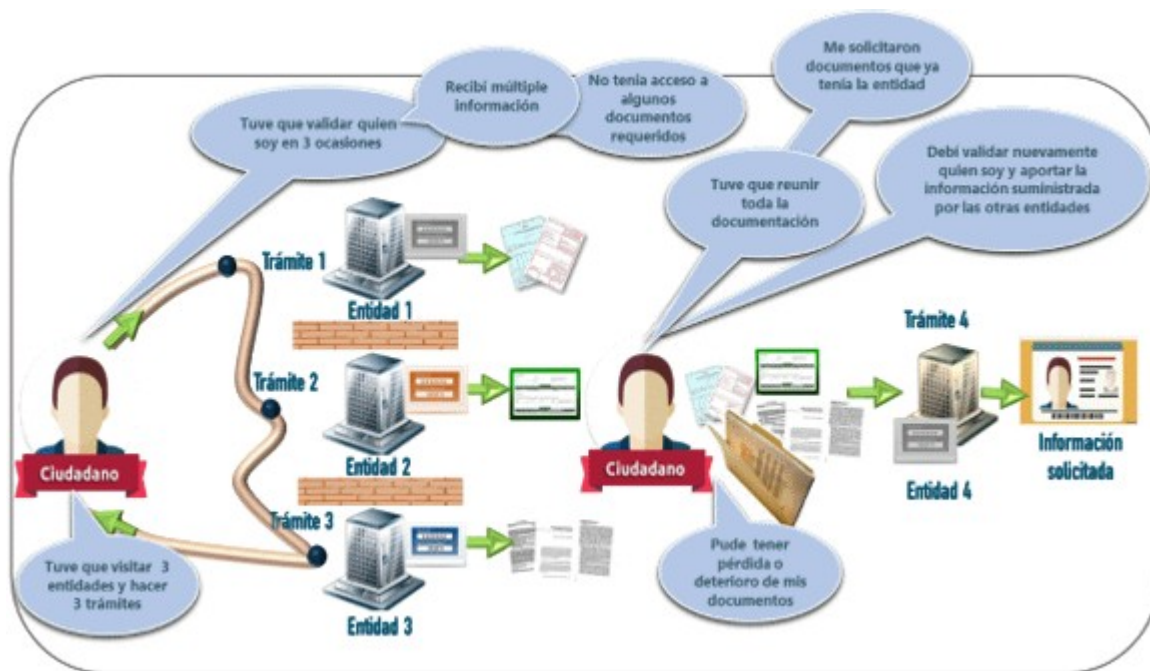 Tuve que validar quien
soy en 3 ocasiones
Recibí múltiple
información
No tenia acceso a
algunos
documentos
requeridos
Me solicitaron
documentos que ya
tenía la entidad
Debí validar nuevamente
quien soy y aportar la
información suministrada
por las otras entidades
Tuve que reunir
toda la
documentación
Trámite 1
Entidad 1
Trámite 2
Entidad 2
Trámite 3
Entidad 3
Ciudadano
Tuve que visitar 3
entidades y hacer
3 trámites
Ciudadano
Pude tener
pérdida o
deterioro de mis
documentos
Trámite 4
Entidad 4
Información
solicitada